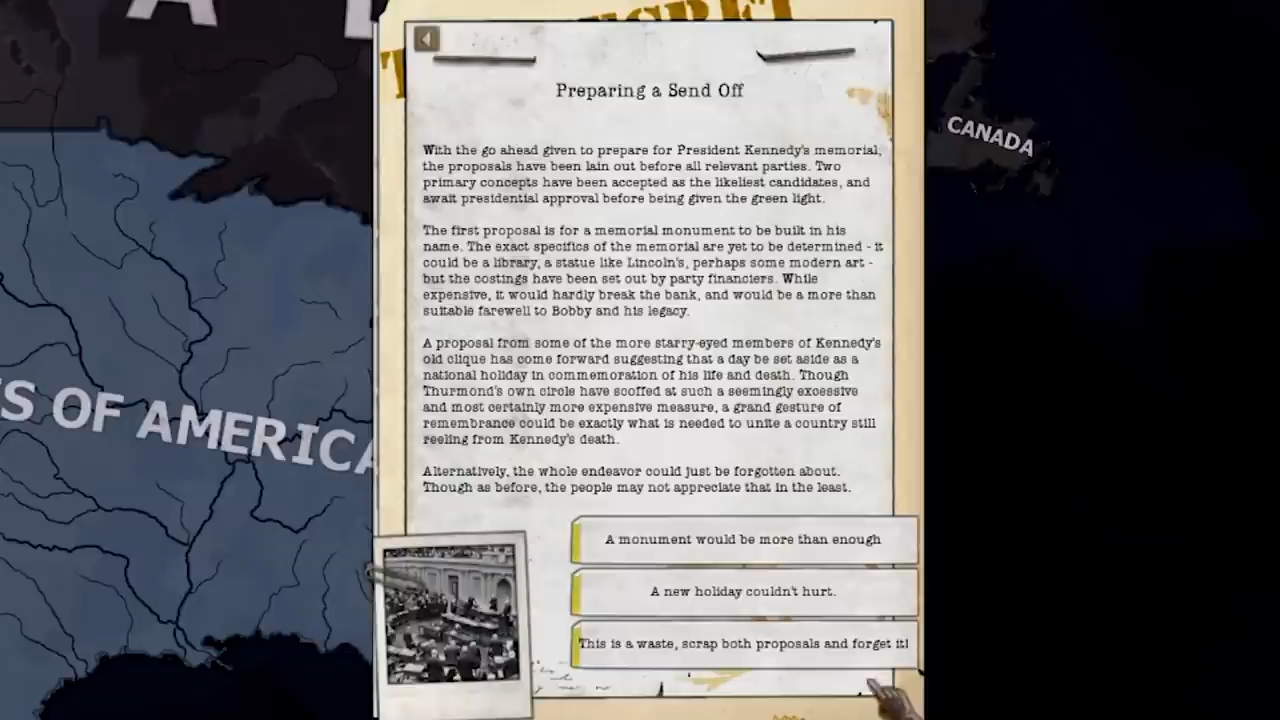 Preparing a Send Off
With the go ahead given to prepare for President Kennedy's memorial,
the proposals have been lain out before all relevant parties. Two
primary concepts have been accepted as the likeliest candidates, and
await presidential approval before being given the green light.
The first proposal is for a memorial monument to be built in his
name. The exact specifics of the memorial are yet to be determined - it
could be a library, a statue like Lincoln's, perhaps some modern art -
but the costings have been set out by party financiers. While
expensive, it would hardly break the bank, and would be a more than
suitable farewell to Bobby and his legacy.
A proposal from some of the more starry-eyed members of Kennedy's
old clique has come forward suggesting that a day be set aside as a
national holiday in commemoration of his life and death. Though
Thurmond's own circle have scoffed at such a seemingly excessive
and most certainly more expensive measure, a grand gesture of
remembrance could be exactly what is needed to unite a country still
reeling from Kennedy's death.
Alternatively, the whole endeavor could just be forgotten about.
Though as before, the people may not appreciate that in the least.
A monument would be more than enough
A new holiday couldn't hurt.
This is a waste, scrap both proposals and forget it!
CANADA
S OF AMERICA